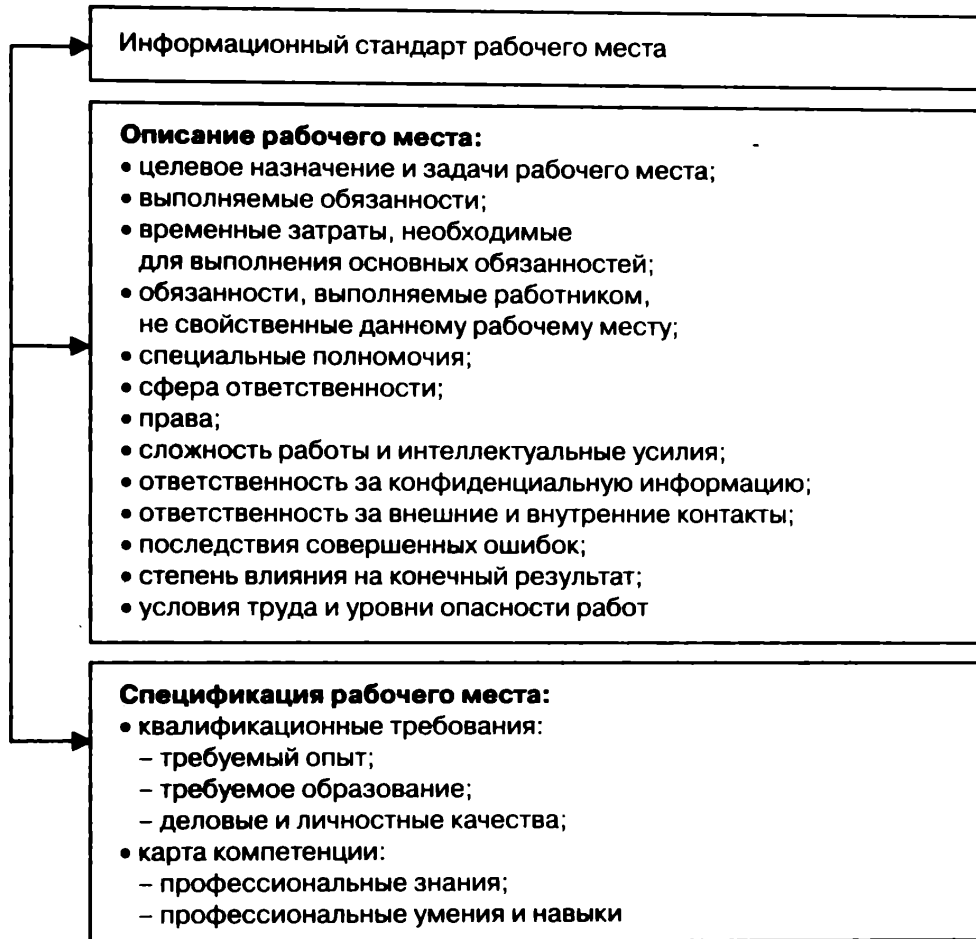 Информационный стандарт рабочего места
Описание рабочего места:
• целевое назначение и задачи рабочего места;
• выполняемые обязанности;
• временные затраты, необходимые
для выполнения основных обязанностей;
• обязанности, выполняемые работником,
не свойственные данному рабочему месту;
• специальные полномочия;
• сфера ответственности;
• права;
• сложность работы и интеллектуальные усилия;
• ответственность за конфиденциальную информацию;
• ответственность за внешние и внутренние контакты;
• последствия совершенных ошибок;
• степень влияния на конечный результат;
• условия труда и уровни опасности работ
Спецификация рабочего места:
• квалификационные требования:
– требуемый опыт;
– требуемое образование;
– деловые и личностные качества;
• карта компетенции:
– профессиональные знания;
– профессиональные умения и навыки